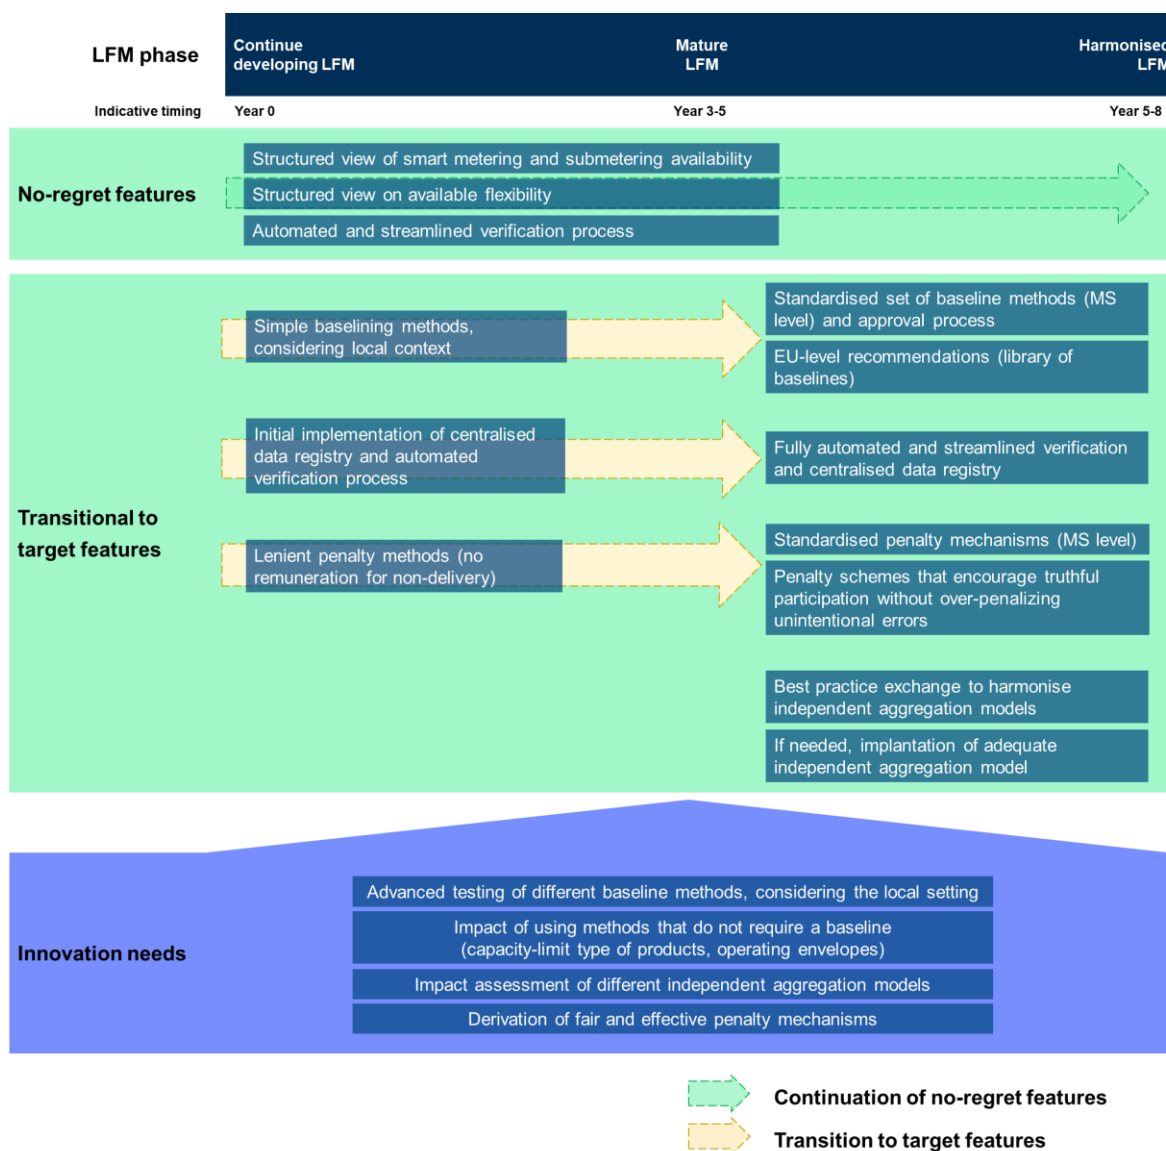 LFM phase
Continue
developing LFM
Mature
LFM
Harmonised
LFM
Indicative timing
Year 0
Year 3-5
Year 5-8
No-regret features
Structured view of smart metering and submetering availability
Structured view on available flexibility
Automated and streamlined verification process
Transitional to
target features
Simple baselining methods,
considering local context
Standardised set of baseline methods (MS
level) and approval process
EU-level recommendations (library of
baselines)
Initial implementation of centralised
data registry and automated
verification process
Fully automated and streamlined verification
and centralised data registry
Lenient penalty methods (no
remuneration for non-delivery)
Standardised penalty mechanisms (MS level)
Penalty schemes that encourage truthful
participation without over-penalizing
unintentional errors
Best practice exchange to harmonise
independent aggregation models
If needed, implantation of adequate
independent aggregation model
Innovation needs
Advanced testing of different baseline methods, considering the local setting
Impact of using methods that do not require a baseline
(capacity-limit type of products, operating envelopes)
Impact assessment of different independent aggregation models
Derivation of fair and effective penalty mechanisms
Continuation of no-regret features
Transition to target features